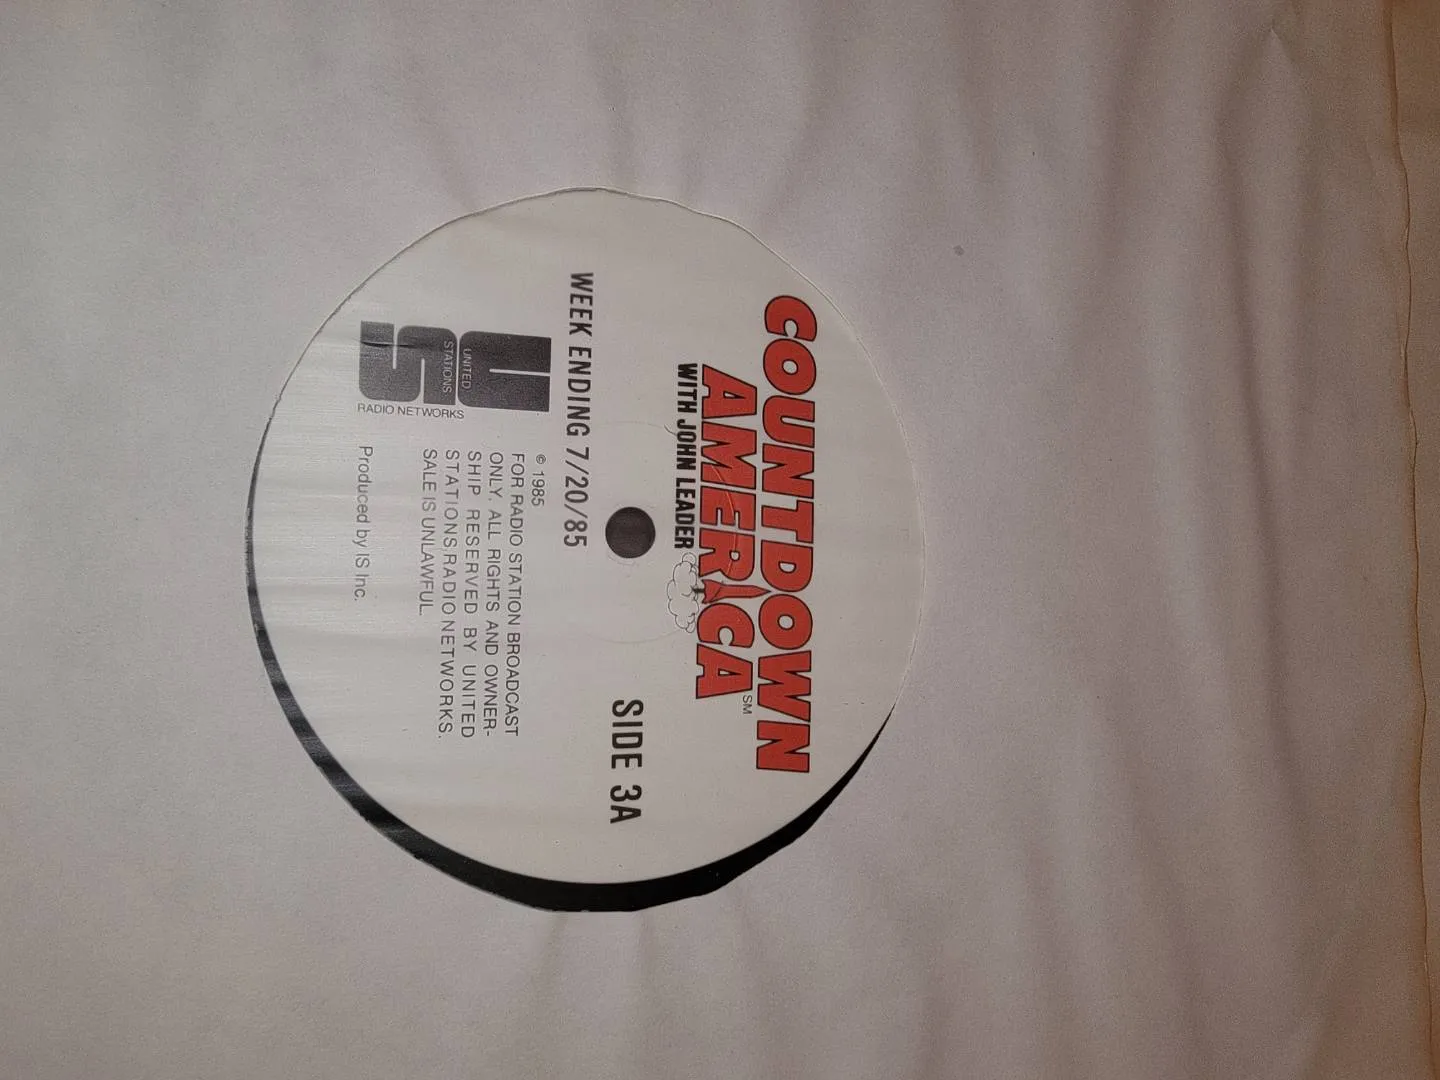 COUNTDOWN
AMERICA SM
WITH JOHN LEADER
SIDE 3A
WEEK ENDING 7/20/85
UNITED
STATIONS
RADIO NETWORKS
© 1985
FOR RADIO STATION BROADCAST
ONLY. ALL RIGHTS AND OWNER-
SHIP RESERVED BY UNITED
STATIONS RADIO NETWORKS.
SALE IS UNLAWFUL.
Produced by IS Inc.